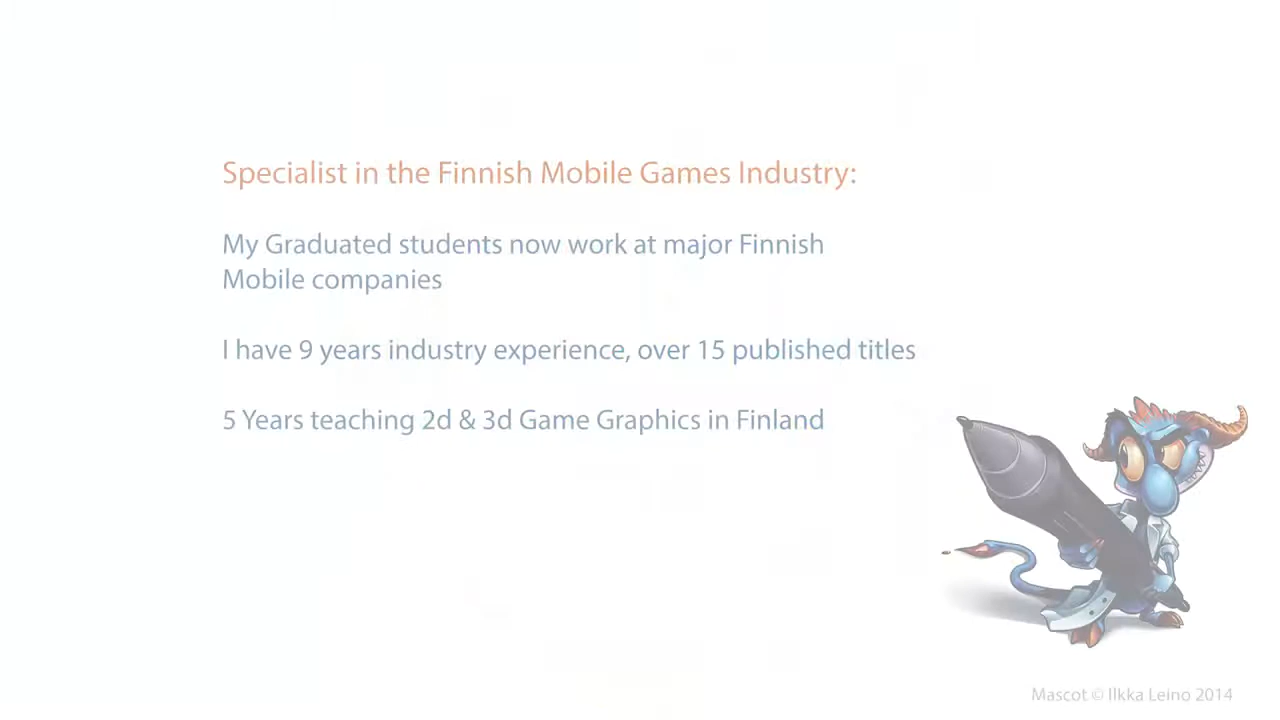 Specialist in the Finnish Mobile Games Industry:
My Graduated students now work at major Finnish
Mobile companies
I have 9 years industry experience, over 15 published titles
5 Years teaching 2d & 3d Game Graphics in Finland
Mascot © Ilkka Leino 2014